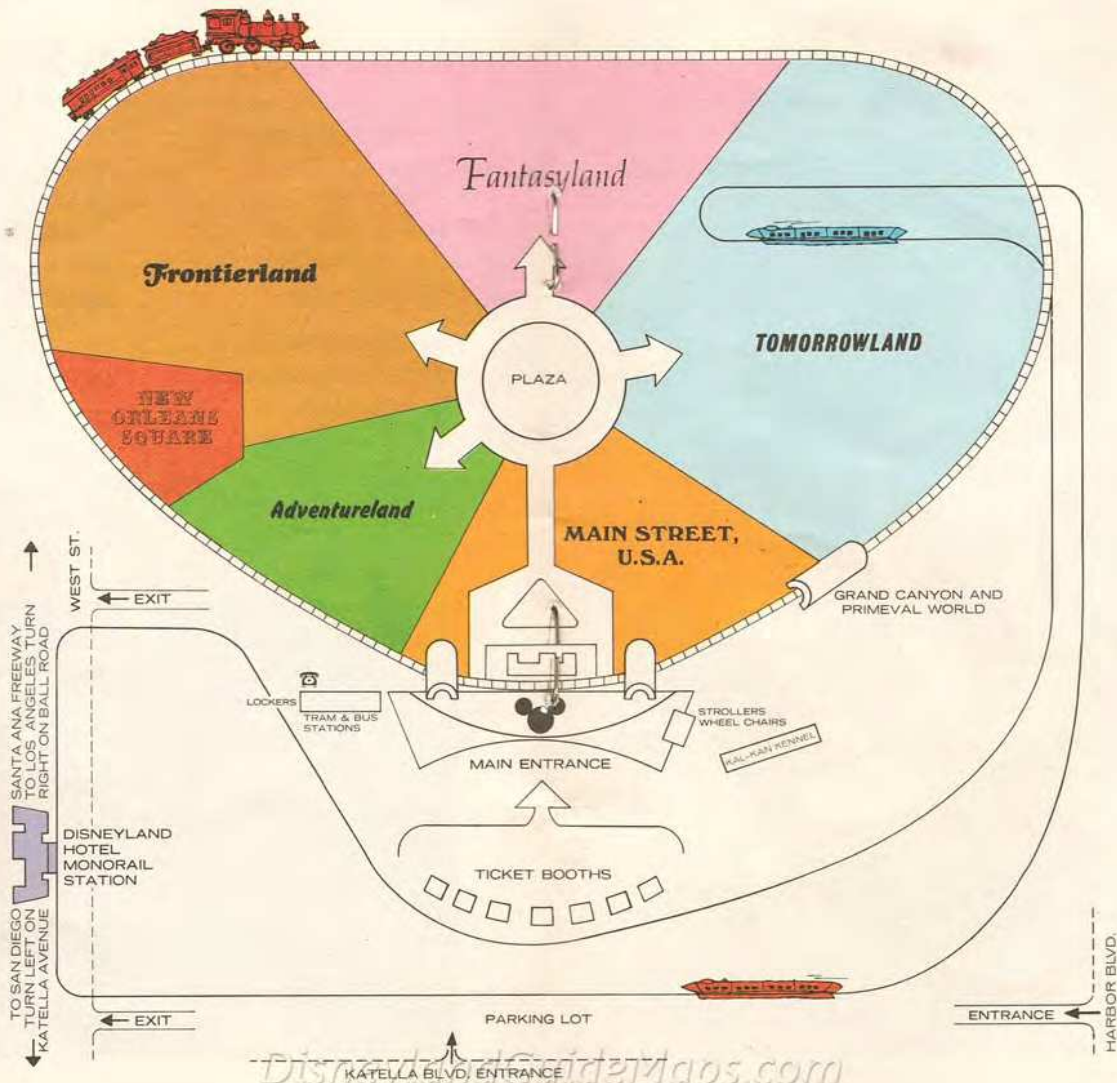 Fantasyland
Frontierland
TOMORROWLAND
PLAZA
NEW
ORLEANS
SQUARE
Adventureland
MAIN STREET,
U.S.A.
WEST ST.
EXIT
GRAND CANYON AND
PRIMEVAL WORLD
SANTA ANA FREEWAY
TO LOS ANGELES TURN
RIGHT ON BALL ROAD
LOCKERS
TRAM & BUS
STATIONS
STROLLERS
WHEEL CHAIRS
MAIN ENTRANCE
KAL-KAN KENNEL
DISNEYLAND
HOTEL
MONORAIL
STATION
TICKET BOOTHS
TO SAN DIEGO
TURN LEFT ON
KATELLA AVENUE
EXIT
PARKING LOT
ENTRANCE
HARBOR BLVD.
KATELLA BLVD. ENTRANCE
DisneylandGuideMaps.com